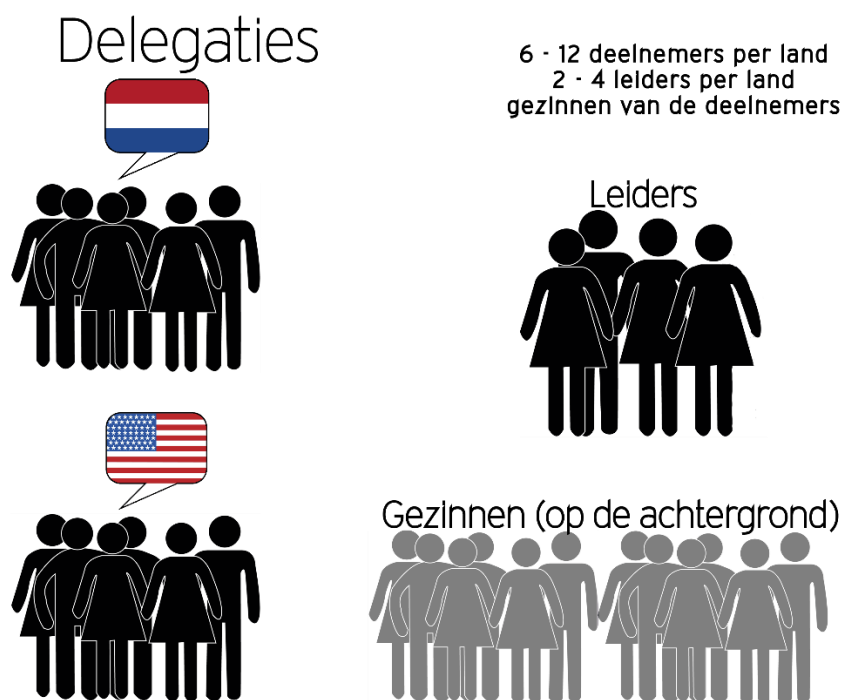 Delegaties
6 - 12 deelnemers per land
2 - 4 leiders per land
gezinnen van de deelnemers
Leiders
Gezinnen (op de achtergrond)